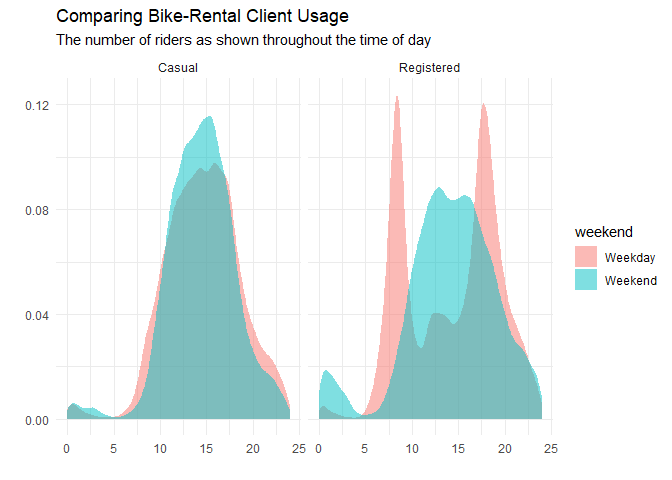 Comparing Bike-Rental Client Usage
The number of riders as shown throughout the time of day
Casual
Registered
0.12
0.08
0.04
0.00
0 5 10 15 20 25
0 5 10 15 20 25
weekend
Weekday
Weekend